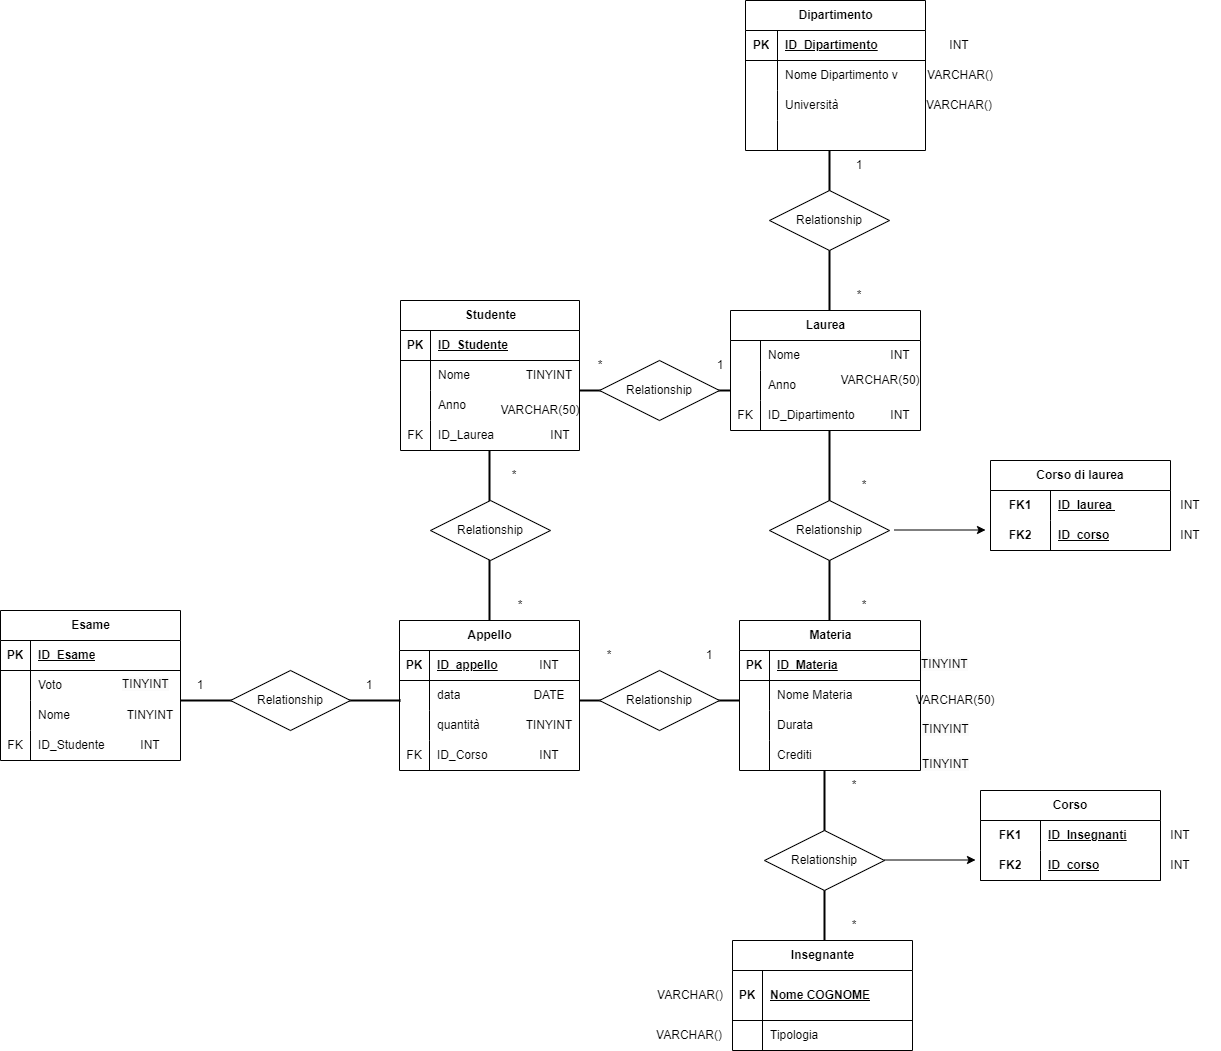 Dipartimento
PK ID_Dipartimento INT
Nome Dipartimento v VARCHAR()
Università VARCHAR()
1
Relationship
*
Studente
PK ID_Studente
Nome TINYINT
Anno VARCHAR(50)
FK ID_Laurea INT
* Relationship 1
Laurea
Nome INT
Anno VARCHAR(50)
FK ID_Dipartimento INT
*
Relationship
*
*
Relationship
*
Corso di laurea
FK1 ID_laurea INT
FK2 ID_corso INT
Esame
PK ID_Esame
Voto TINYINT
Nome TINYINT
FK ID_Studente INT
1 Relationship 1
Appello
PK ID_appello INT
data DATE
quantità TINYINT
FK ID_Corso INT
* Relationship 1
Materia
PK ID_Materia TINYINT
Nome Materia VARCHAR(50)
Durata TINYINT
Crediti TINYINT
*
Relationship
*
Corso
FK1 ID_Insegnanti INT
FK2 ID_corso INT
Insegnante
VARCHAR() PK Nome COGNOME
VARCHAR() Tipologia